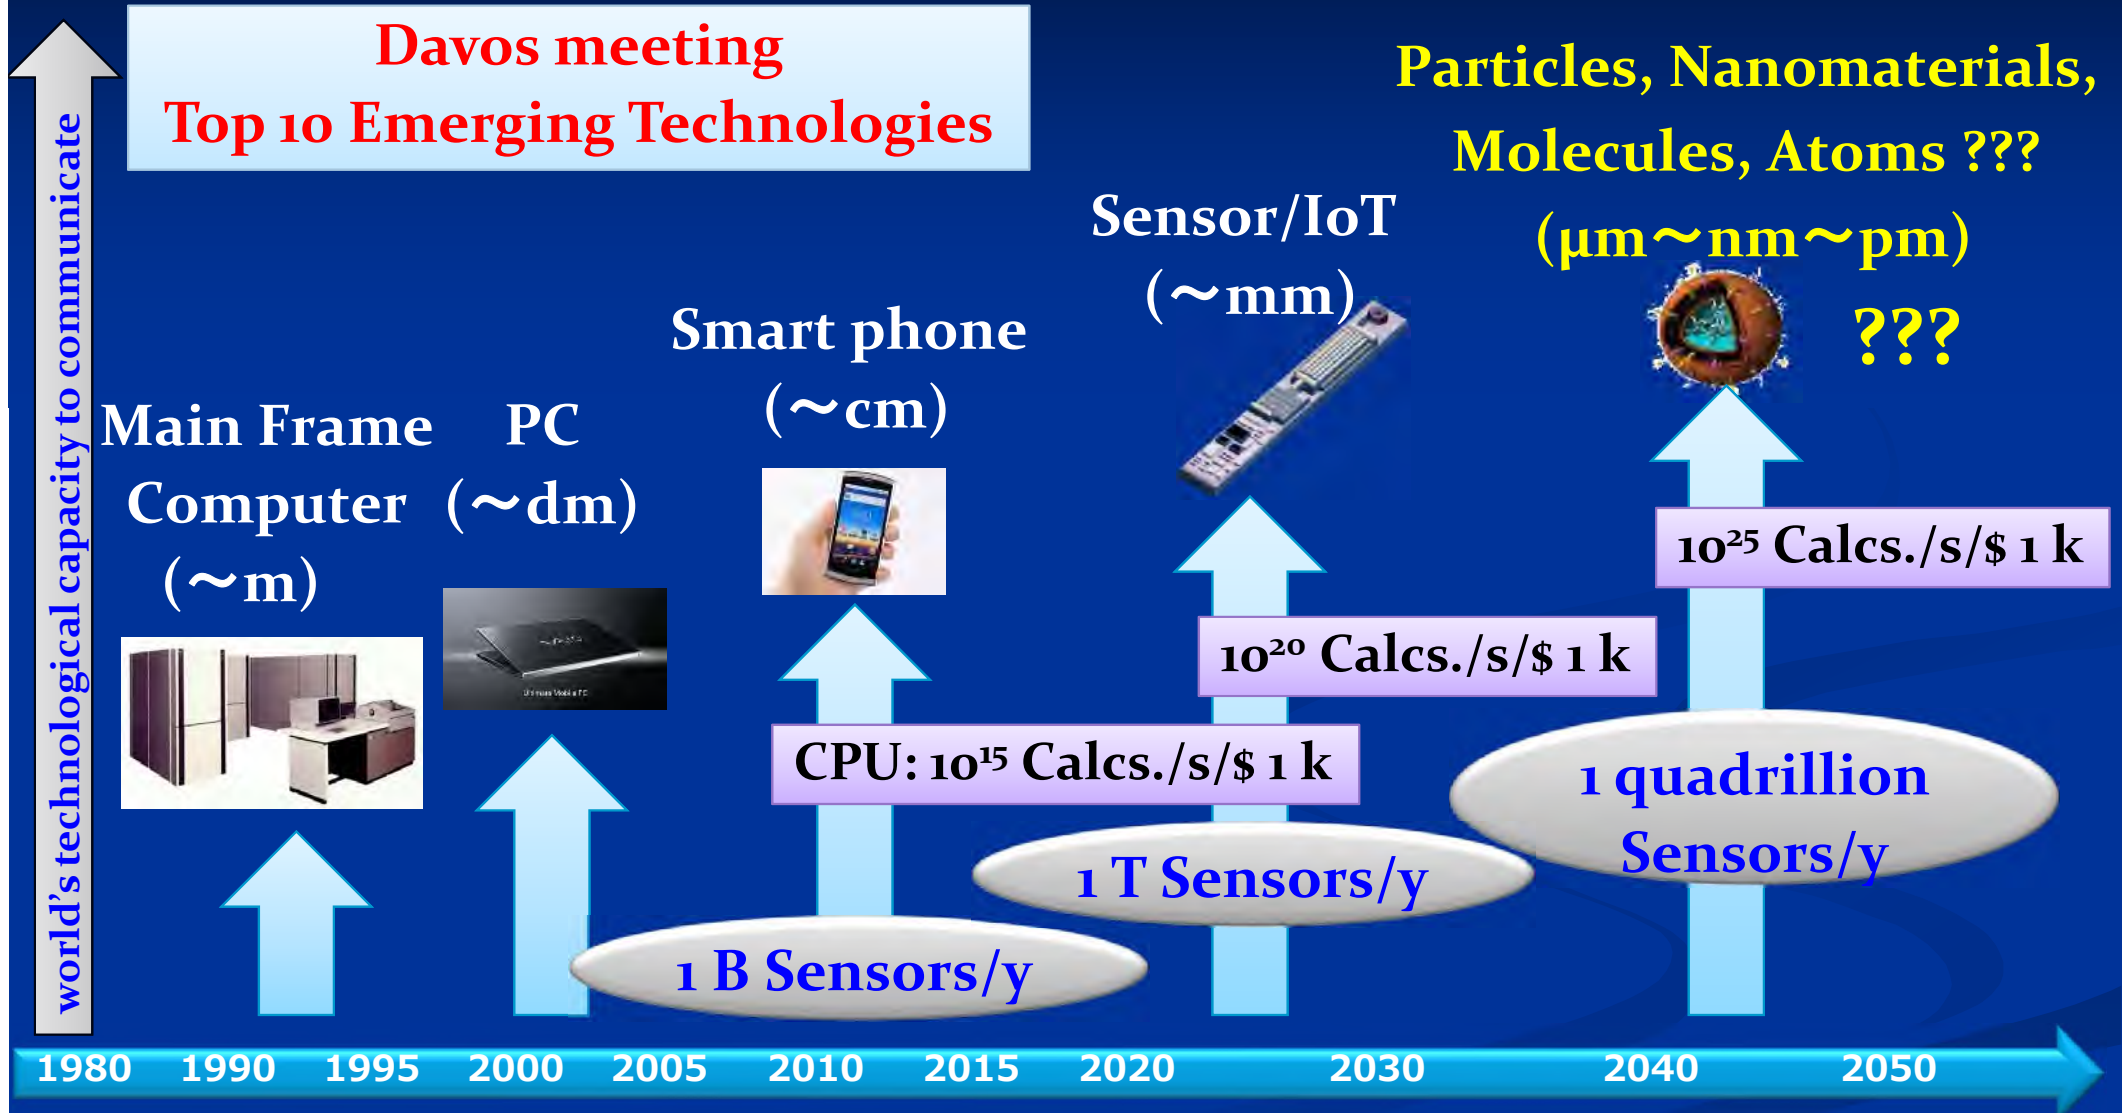 Davos meeting
Top 10 Emerging Technologies
world's technological capacity to communicate
Main Frame
Computer
(～m)
PC
(～dm)
Smart phone
(～cm)
Sensor/IoT
(～mm)
Particles, Nanomaterials,
Molecules, Atoms ???
(μm～nm～pm)
???
Ultimate Mobile PC
CPU: 10¹⁵ Calcs./s/$ 1 k
10²⁰ Calcs./s/$ 1 k
10²⁵ Calcs./s/$ 1 k
1 B Sensors/y
1 T Sensors/y
1 quadrillion
Sensors/y
1980 1990 1995 2000 2005 2010 2015 2020 2030 2040 2050